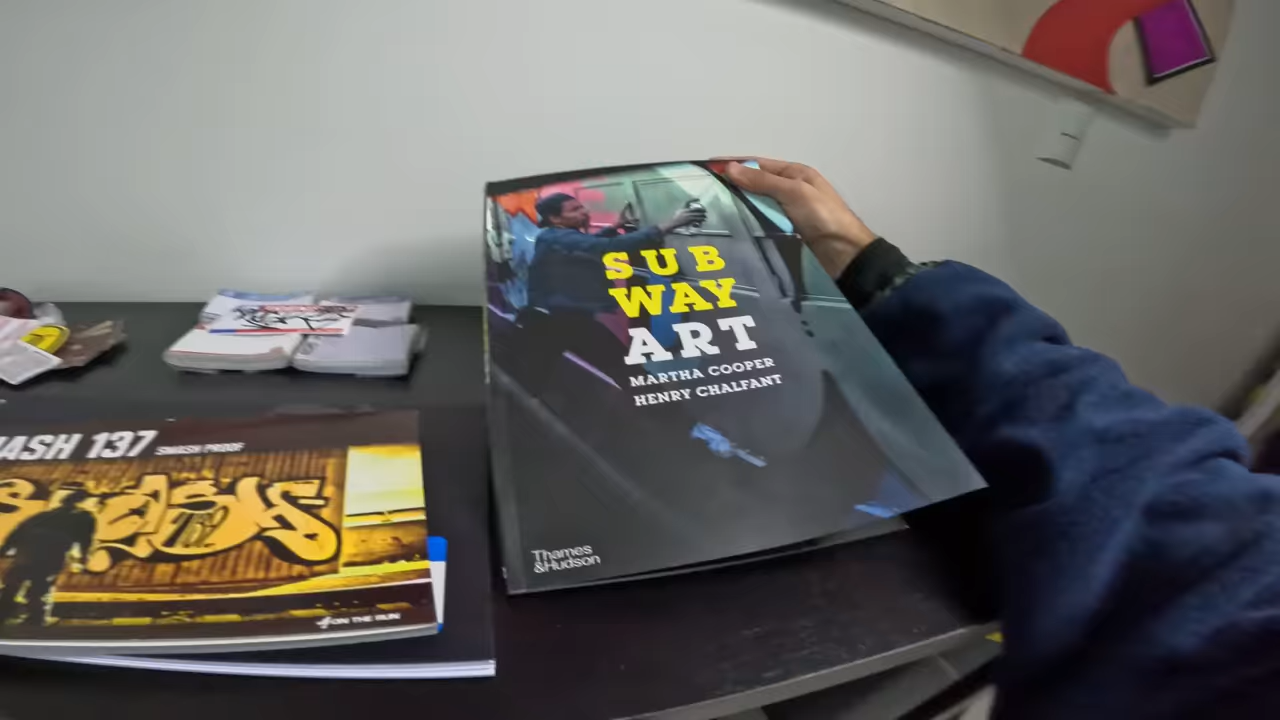 SUB
WAY
ART
MARTHA COOPER
HENRY CHALFANT
Thames
&Hudson
ASH 137 SMASH PROOF
ON THE RUN